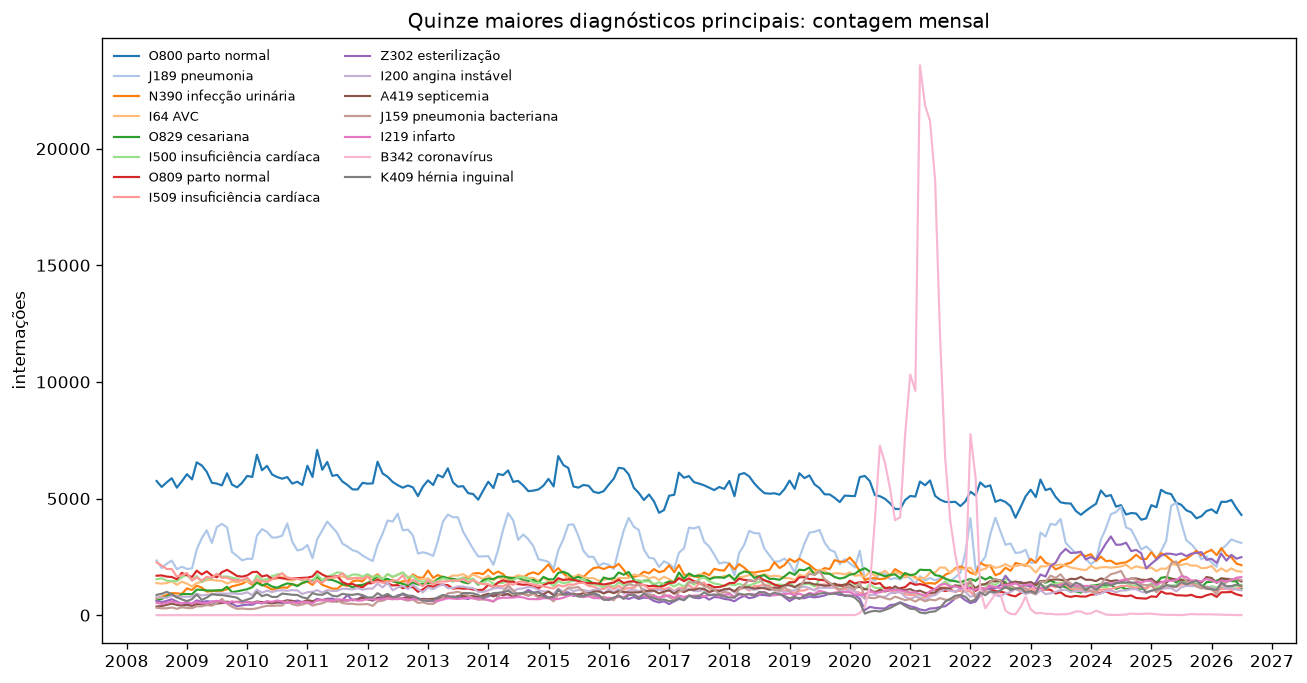 Quinze maiores diagnósticos principais: contagem mensal
O800 parto normal
J189 pneumonia
N390 infecção urinária
I64 AVC
O829 cesariana
I500 insuficiência cardíaca
O809 parto normal
I509 insuficiência cardíaca
Z302 esterilização
I200 angina instável
A419 septicemia
J159 pneumonia bacteriana
I219 infarto
B342 coronavírus
K409 hérnia inguinal
internações
20000
15000
10000
5000
0
2008 2009 2010 2011 2012 2013 2014 2015 2016 2017 2018 2019 2020 2021 2022 2023 2024 2025 2026 2027